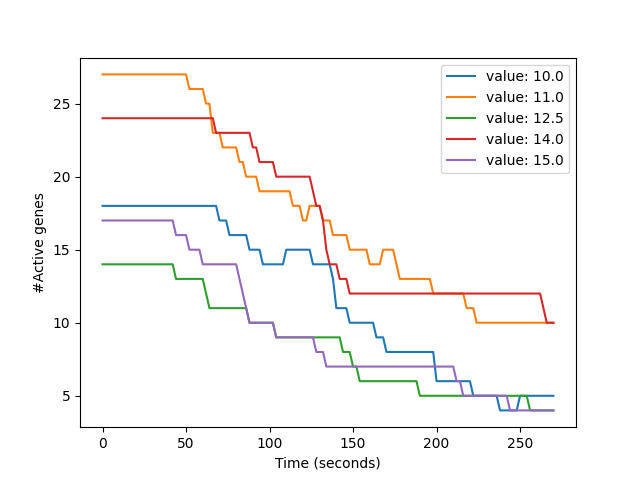 value: 10.0
value: 11.0
value: 12.5
value: 14.0
value: 15.0
25
20
15
10
5
#Active genes
0 50 100 150 200 250
Time (seconds)